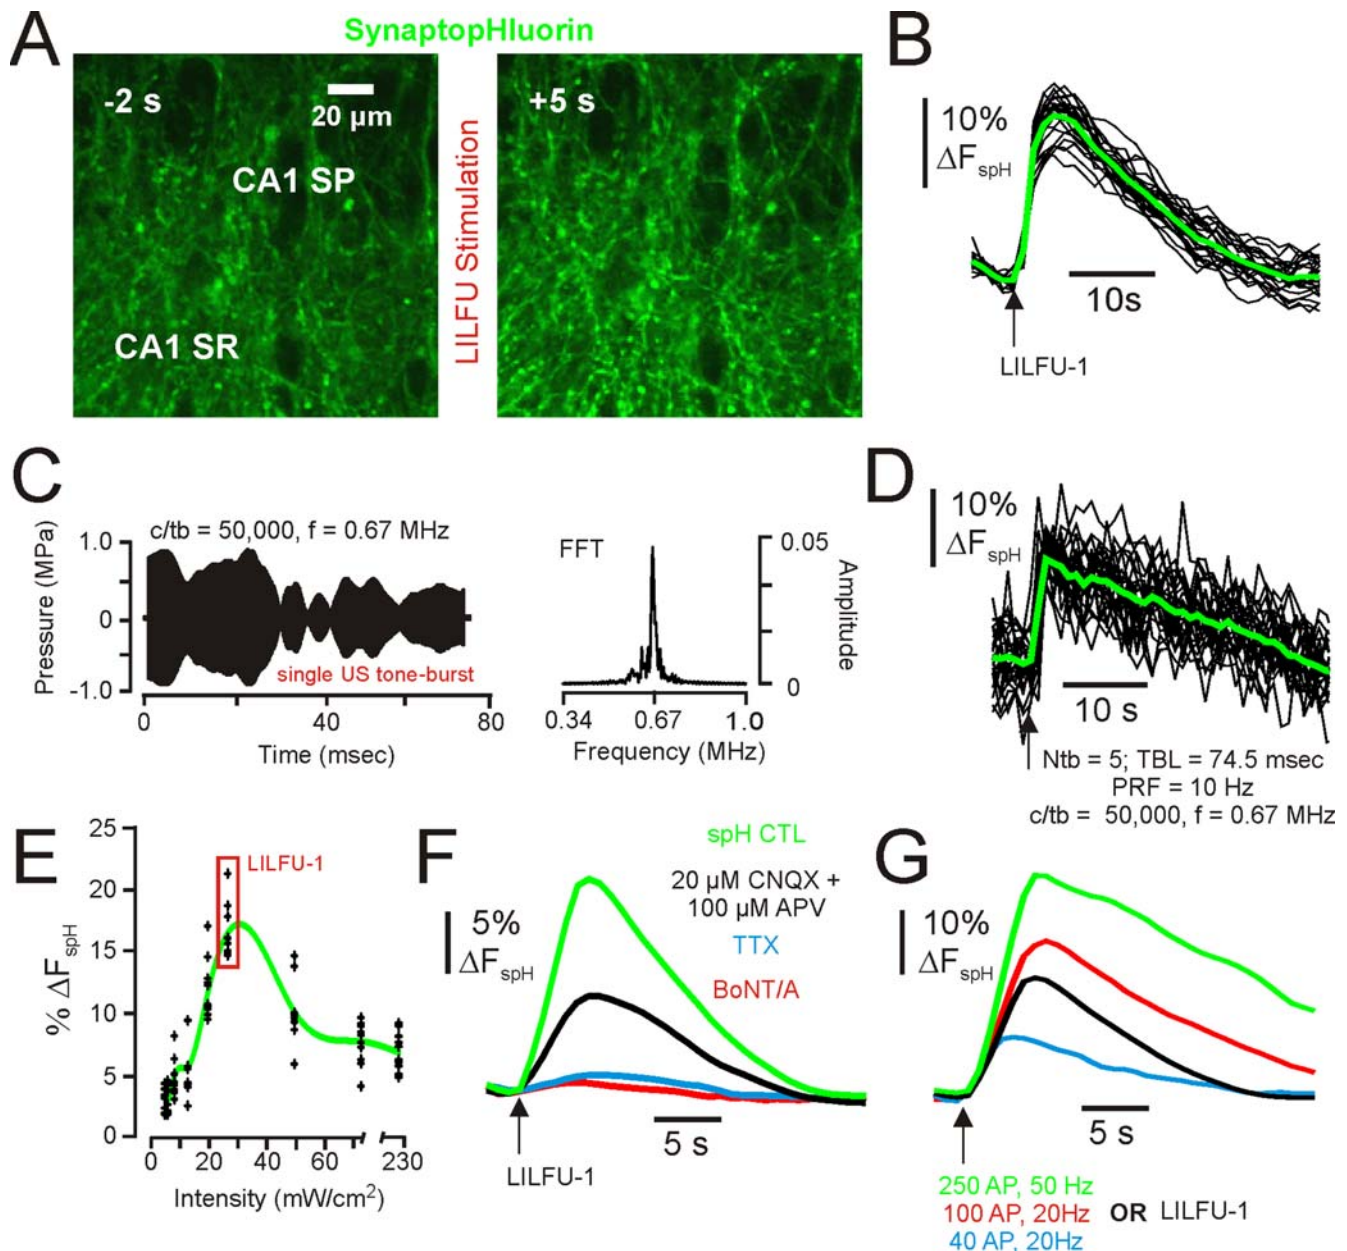 A
SynaptopHluorin
-2 s
20 µm
CA1 SP
CA1 SR
LILFU Stimulation
+5 s
B
10%
ΔFspH
10s
LILFU-1
C
c/tb = 50,000, f = 0.67 MHz
Pressure (MPa)
1.0
0
-1.0
single US tone-burst
0
40
80
Time (msec)
FFT
0.05
0
Amplitude
0.34
0.67
1.0
Frequency (MHz)
D
10%
ΔFspH
10 s
Ntb = 5; TBL = 74.5 msec
PRF = 10 Hz
c/tb = 50,000, f = 0.67 MHz
E
25
20
15
10
5
0
% ΔFspH
LILFU-1
0
20
40
60
230
Intensity (mW/cm²)
F
spH CTL
20 µM CNQX +
100 µM APV
TTX
BoNT/A
5%
ΔFspH
5 s
LILFU-1
G
10%
ΔFspH
5 s
250 AP, 50 Hz
100 AP, 20Hz OR LILFU-1
40 AP, 20Hz